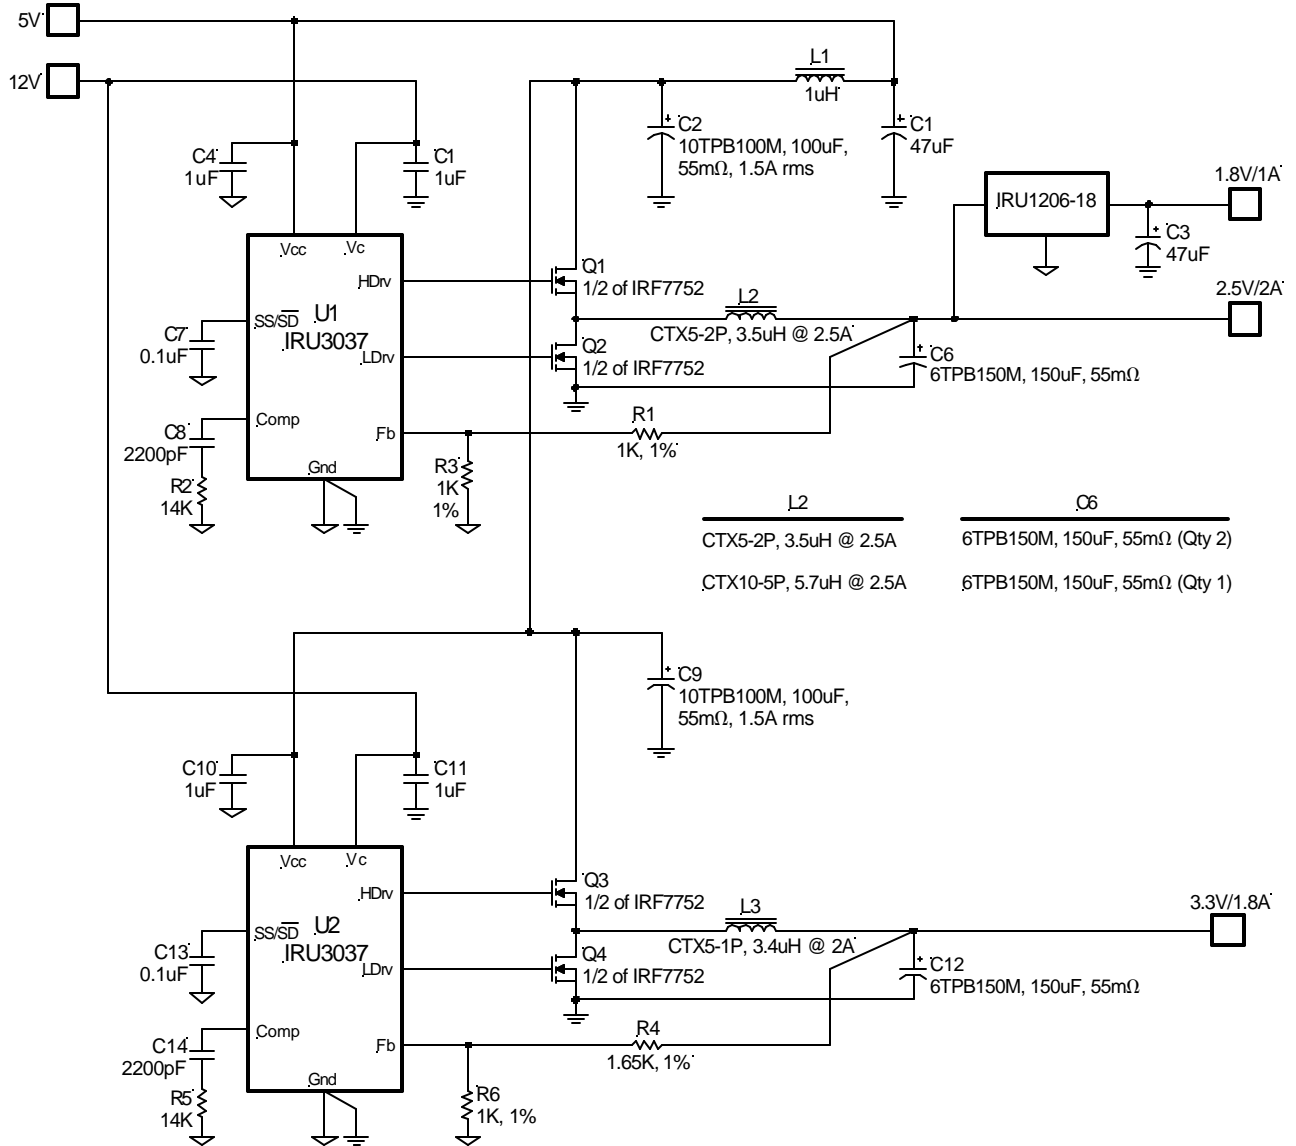 5V
12V
L1
1uH
C2
10TPB100M, 100uF,
55mΩ, 1.5A rms
C1
47uF
C4
1uF
C1
1uF
1.8V/1A
IRU1206-18
C3
47uF
Vcc
Vc
HDrv
Q1
1/2 of IRF7752
L2
CTX5-2P, 3.5uH @ 2.5A
2.5V/2A
SS/SD
U1
IRU3037
C7
0.1uF
LDrv
Q2
1/2 of IRF7752
C6
6TPB150M, 150uF, 55mΩ
Comp
Fb
C8
2200pF
R2
14K
Gnd
R1
1K, 1%
R3
1K
1%
L2
C6
CTX5-2P, 3.5uH @ 2.5A
6TPB150M, 150uF, 55mΩ (Qty 2)
CTX10-5P, 5.7uH @ 2.5A
6TPB150M, 150uF, 55mΩ (Qty 1)
C9
10TPB100M, 100uF,
55mΩ, 1.5A rms
C10
1uF
C11
1uF
Vcc
Vc
HDrv
Q3
1/2 of IRF7752
L3
CTX5-1P, 3.4uH @ 2A
3.3V/1.8A
SS/SD
U2
IRU3037
C13
0.1uF
LDrv
Q4
1/2 of IRF7752
C12
6TPB150M, 150uF, 55mΩ
Comp
Fb
C14
2200pF
R5
14K
Gnd
R4
1.65K, 1%
R6
1K, 1%